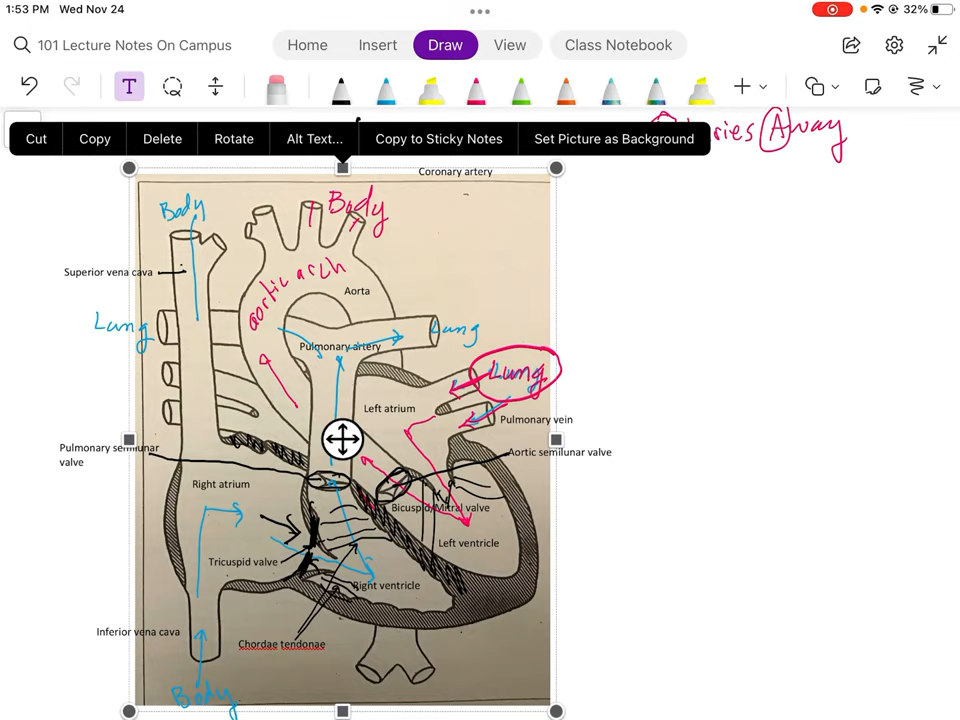 1:53 PM Wed Nov 24
32%
101 Lecture Notes On Campus
Home Insert Draw View Class Notebook
T
Cut Copy Delete Rotate Alt Text... Copy to Sticky Notes Set Picture as Background
ries Away
Coronary artery
Body
Body
Superior vena cava
aortic arch
Aorta
Lung
Lung
Pulmonary artery
Lung
Left atrium
Pulmonary vein
Pulmonary semilunar
valve
Aortic semilunar valve
Right atrium
Bicuspid/Mitral valve
Left ventricle
Tricuspid valve
Right ventricle
Inferior vena cava
Chordae tendonae
Body